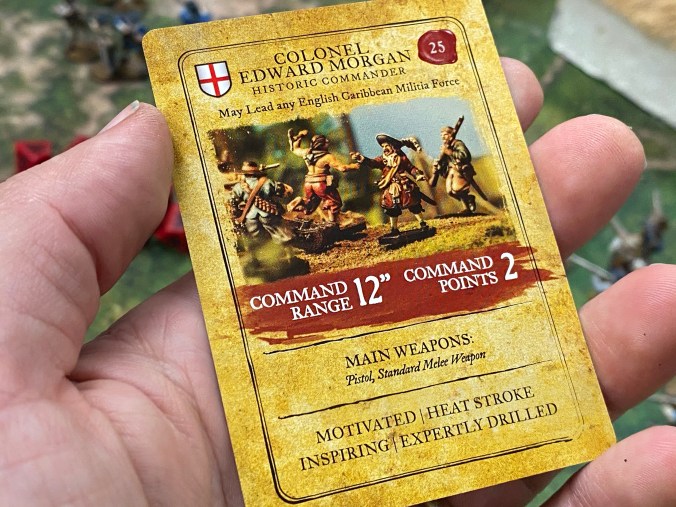 COLONEL
EDWARD MORGAN
HISTORIC COMMANDER
25
May Lead any English Caribbean Militia Force
COMMAND RANGE 12”
COMMAND POINTS 2
MAIN WEAPONS:
Pistol, Standard Melee Weapon
MOTIVATED | HEAT STROKE
INSPIRING | EXPERTLY DRILLED